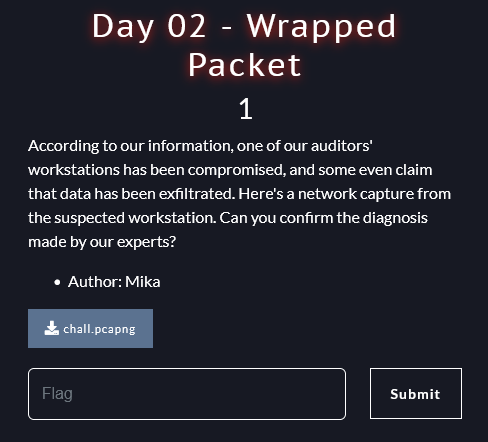 Day 02 - Wrapped
Packet
1
According to our information, one of our auditors'
workstations has been compromised, and some even claim
that data has been exfiltrated. Here's a network capture from
the suspected workstation. Can you confirm the diagnosis
made by our experts?
• Author: Mika
chall.pcapng
Flag
Submit